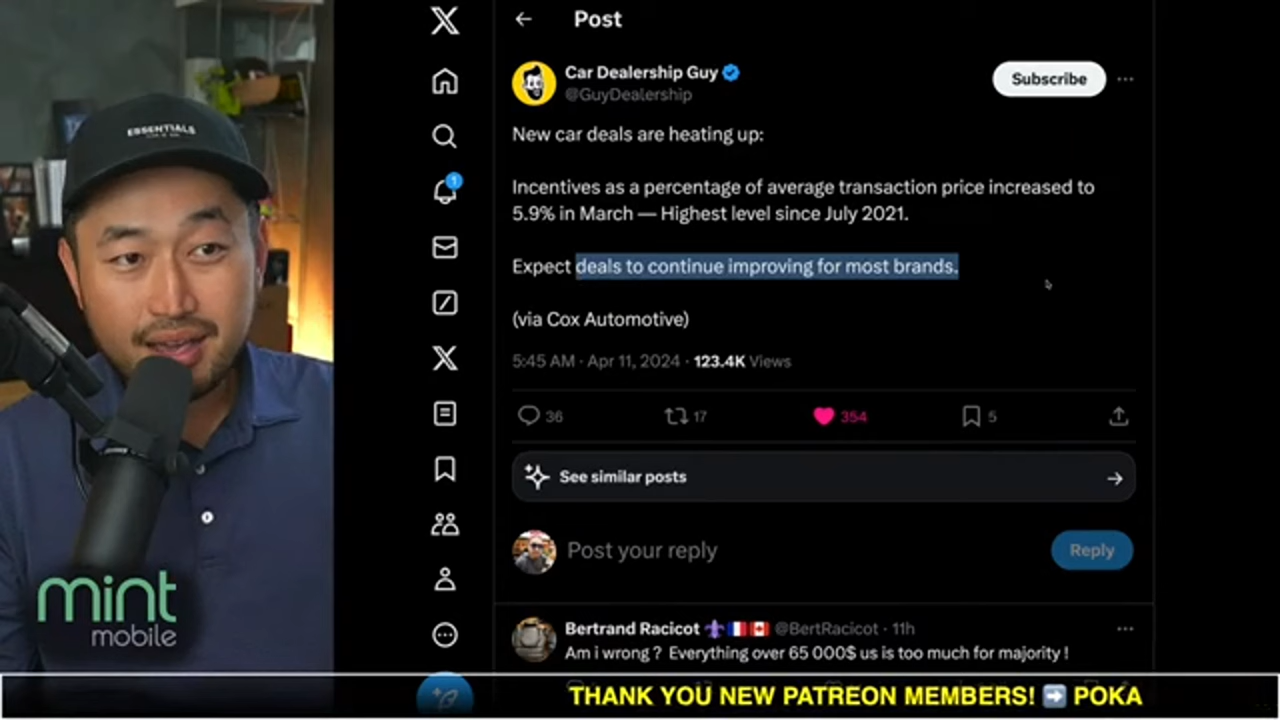 ESSENTIALS
mint
mobile
Post
Car Dealership Guy
@GuyDealership
Subscribe
New car deals are heating up:
Incentives as a percentage of average transaction price increased to
5.9% in March — Highest level since July 2021.
Expect deals to continue improving for most brands.
(via Cox Automotive)
5:45 AM · Apr 11, 2024 · 123.4K Views
36 17 354 5
See similar posts
Post your reply
Reply
Bertrand Racicot ⚜️🇫🇷🇨🇦 @BertRacicot · 11h
Am i wrong ? Everything over 65 000$ us is too much for majority !
1
THANK YOU NEW PATREON MEMBERS! ➡️ POKA